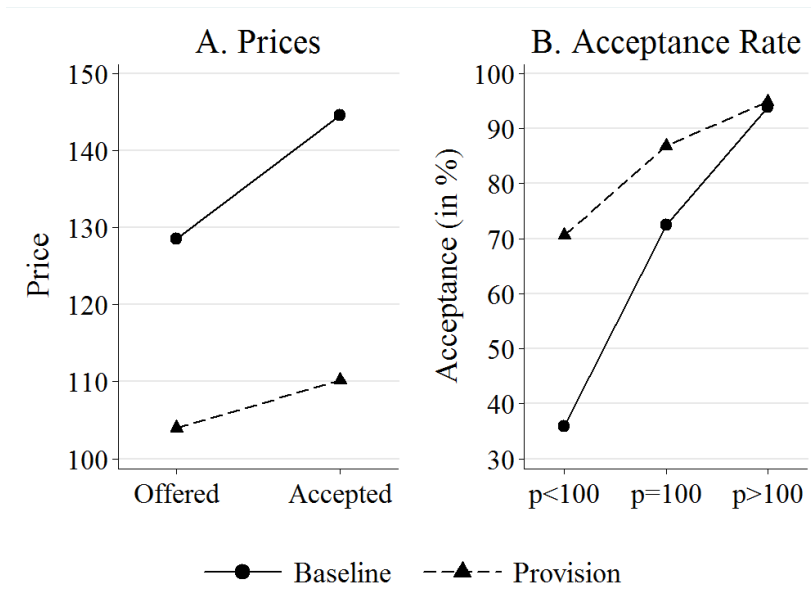 A. Prices
150
140
130
120
110
100
Price
Offered
Accepted
B. Acceptance Rate
100
90
80
70
60
50
40
30
Acceptance (in %)
p<100
p=100
p>100
Baseline
Provision